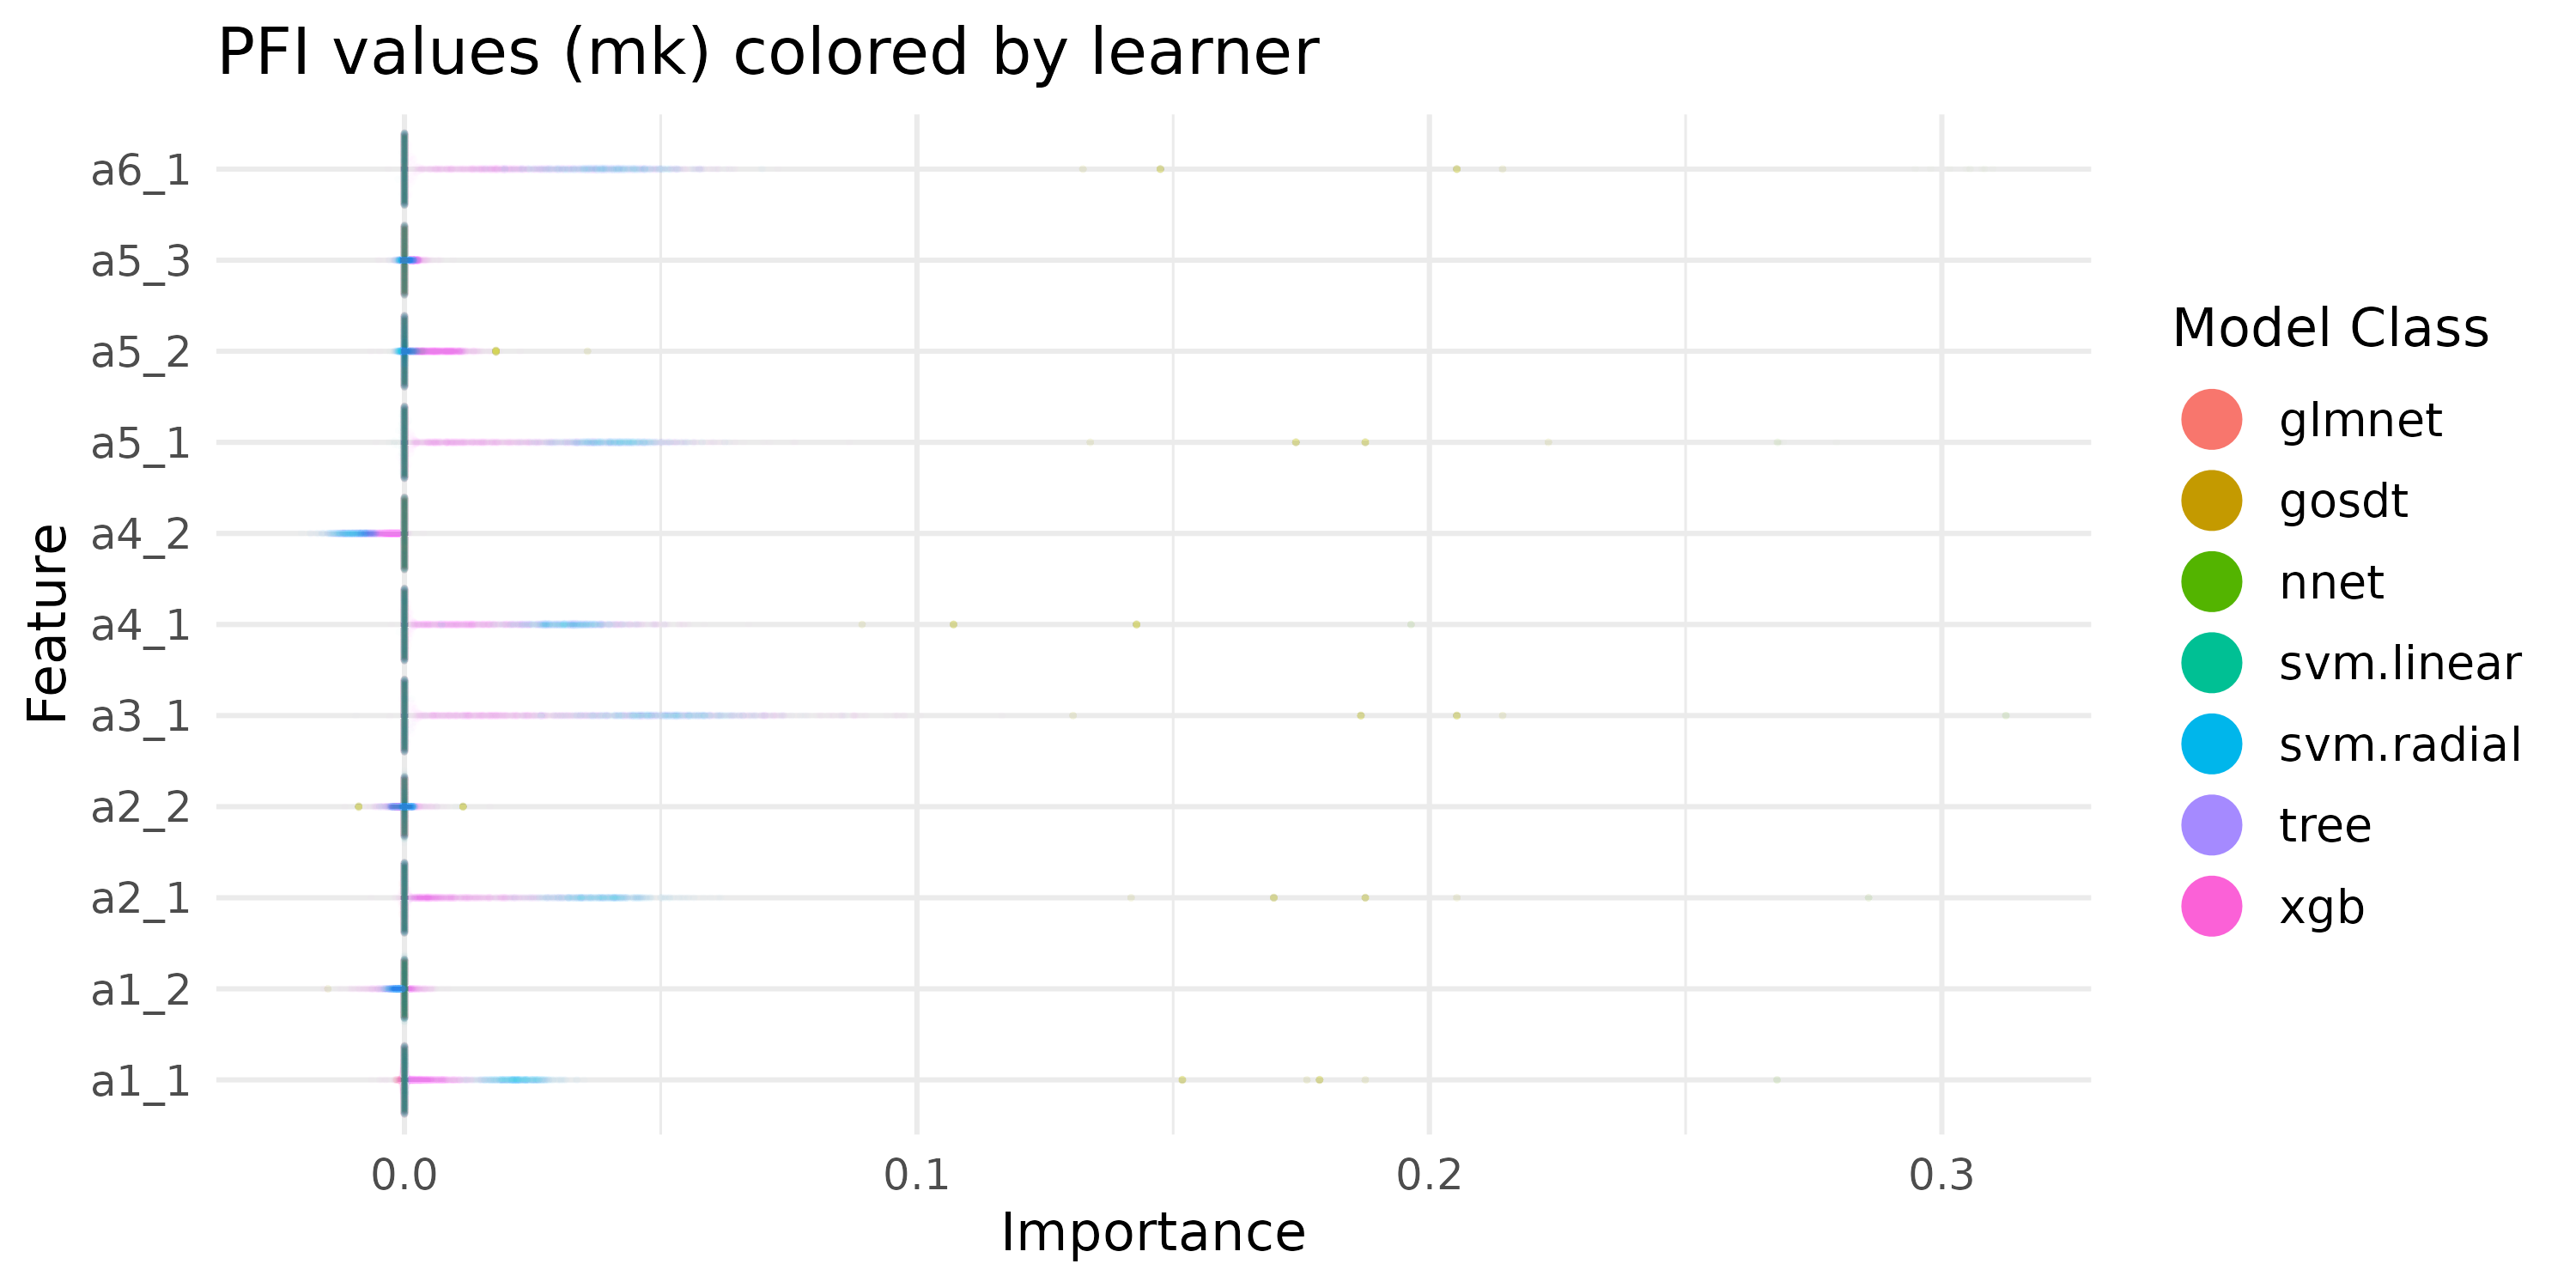 PFI values (mk) colored by learner
Feature
a6_1
a5_3
a5_2
a5_1
a4_2
a4_1
a3_1
a2_2
a2_1
a1_2
a1_1
0.0 0.1 0.2 0.3
Importance
Model Class
glmnet
gosdt
nnet
svm.linear
svm.radial
tree
xgb